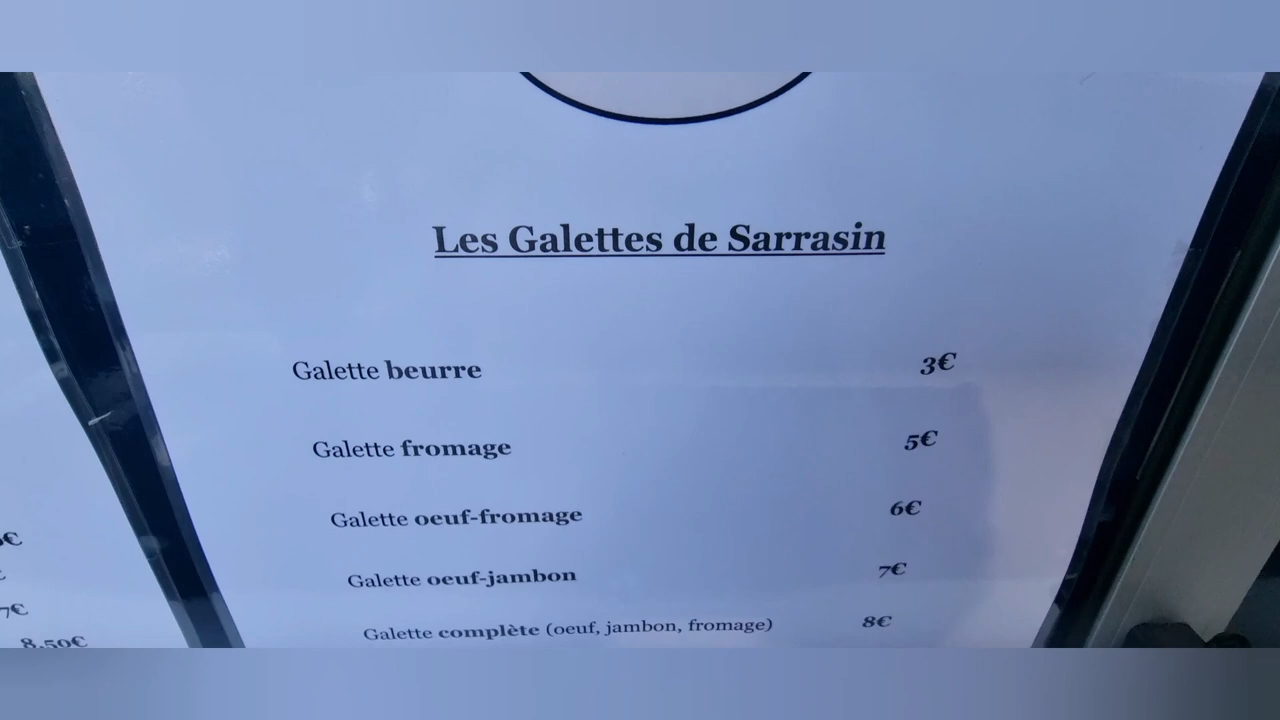 Les Galettes de Sarrasin
Galette beurre 3€
Galette fromage 5€
Galette oeuf-fromage 6€
Galette oeuf-jambon 7€
Galette complète (oeuf, jambon, fromage) 8€
7€
8,50€